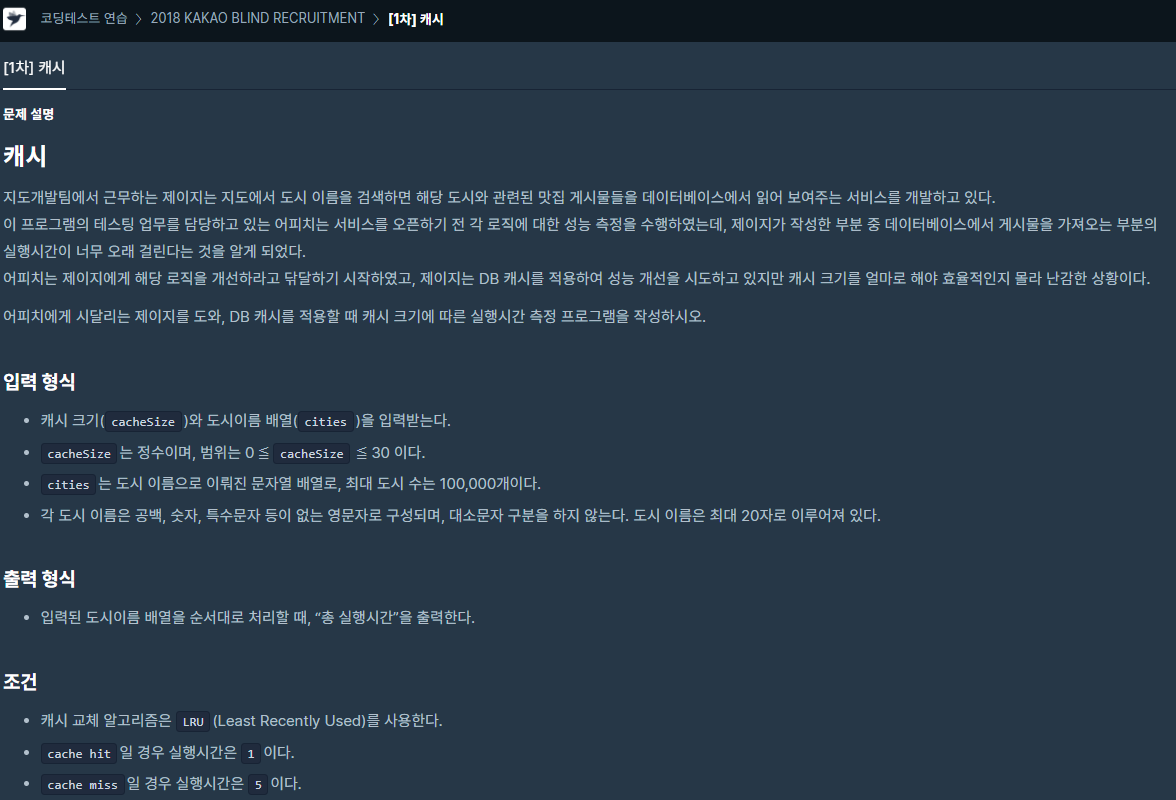 코딩테스트 연습 > 2018 KAKAO BLIND RECRUITMENT > [1차] 캐시
[1차] 캐시
문제 설명
캐시
지도개발팀에서 근무하는 제이지는 지도에서 도시 이름을 검색하면 해당 도시와 관련된 맛집 게시물들을 데이터베이스에서 읽어 보여주는 서비스를 개발하고 있다.
이 프로그램의 테스팅 업무를 담당하고 있는 어피치는 서비스를 오픈하기 전 각 로직에 대한 성능 측정을 수행하였는데, 제이지가 작성한 부분 중 데이터베이스에서 게시물을 가져오는 부분의
실행시간이 너무 오래 걸린다는 것을 알게 되었다.
어피치는 제이지에게 해당 로직을 개선하라고 닦달하기 시작하였고, 제이지는 DB 캐시를 적용하여 성능 개선을 시도하고 있지만 캐시 크기를 얼마로 해야 효율적인지 몰라 난감한 상황이다.
어피치에게 시달리는 제이지를 도와, DB 캐시를 적용할 때 캐시 크기에 따른 실행시간 측정 프로그램을 작성하시오.
입력 형식
• 캐시 크기(cacheSize)와 도시이름 배열(cities)을 입력받는다.
• cacheSize는 정수이며, 범위는 0 ≦ cacheSize ≦ 30 이다.
• cities는 도시 이름으로 이뤄진 문자열 배열로, 최대 도시 수는 100,000개이다.
• 각 도시 이름은 공백, 숫자, 특수문자 등이 없는 영문자로 구성되며, 대소문자 구분을 하지 않는다. 도시 이름은 최대 20자로 이루어져 있다.
출력 형식
• 입력된 도시이름 배열을 순서대로 처리할 때, “총 실행시간”을 출력한다.
조건
• 캐시 교체 알고리즘은 LRU(Least Recently Used)를 사용한다.
• cache hit일 경우 실행시간은 1이다.
• cache miss일 경우 실행시간은 5이다.